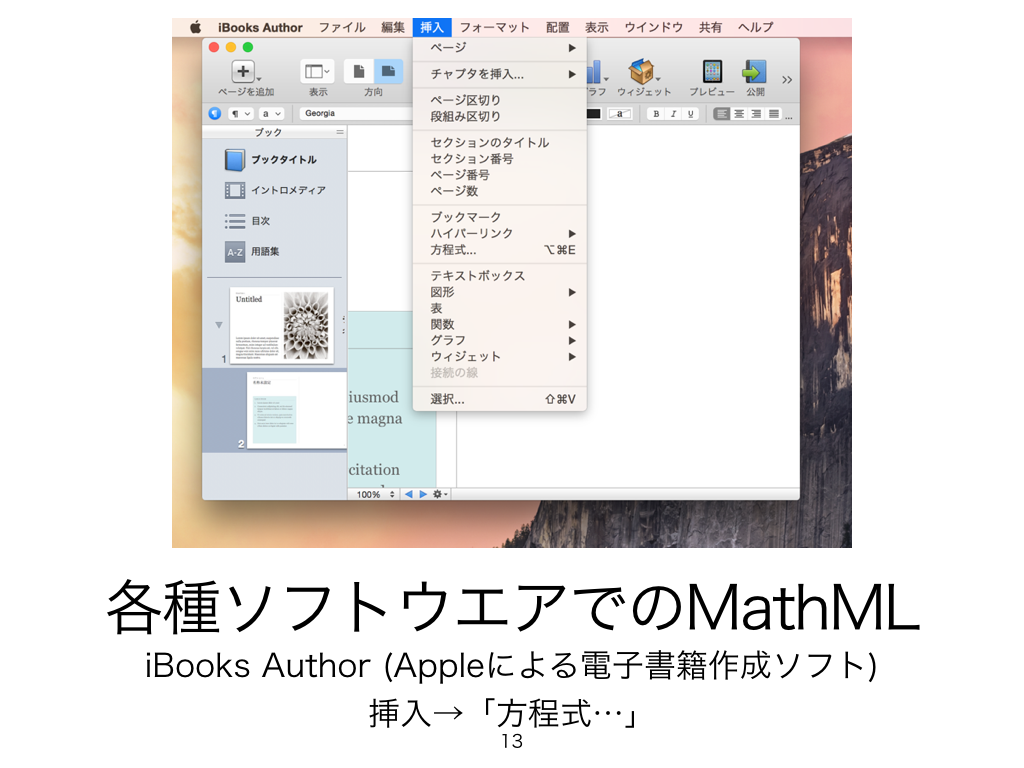 iBooks Author ファイル 編集 挿入 フォーマット 配置 表示 ウインドウ 共有 ヘルプ
ページを追加 表示 方向 ラフ ウィジェット プレビュー 公開
¶ a Georgia a B I U ...
ブック
ブックタイトル
イントロメディア
目次
A-Z 用語集
Untitled
1
2
ページ
チャプタを挿入...
ページ区切り
段組み区切り
セクションのタイトル
セクション番号
ページ番号
ページ数
ブックマーク
ハイパーリンク
方程式... ⌥⌘E
テキストボックス
図形
表
関数
グラフ
ウィジェット
接続の線
選択... ⇧⌘V
iusmod
e magna
citation
100%
各種ソフトウエアでのMathML
iBooks Author (Appleによる電子書籍作成ソフト)
挿入→「方程式…」
13